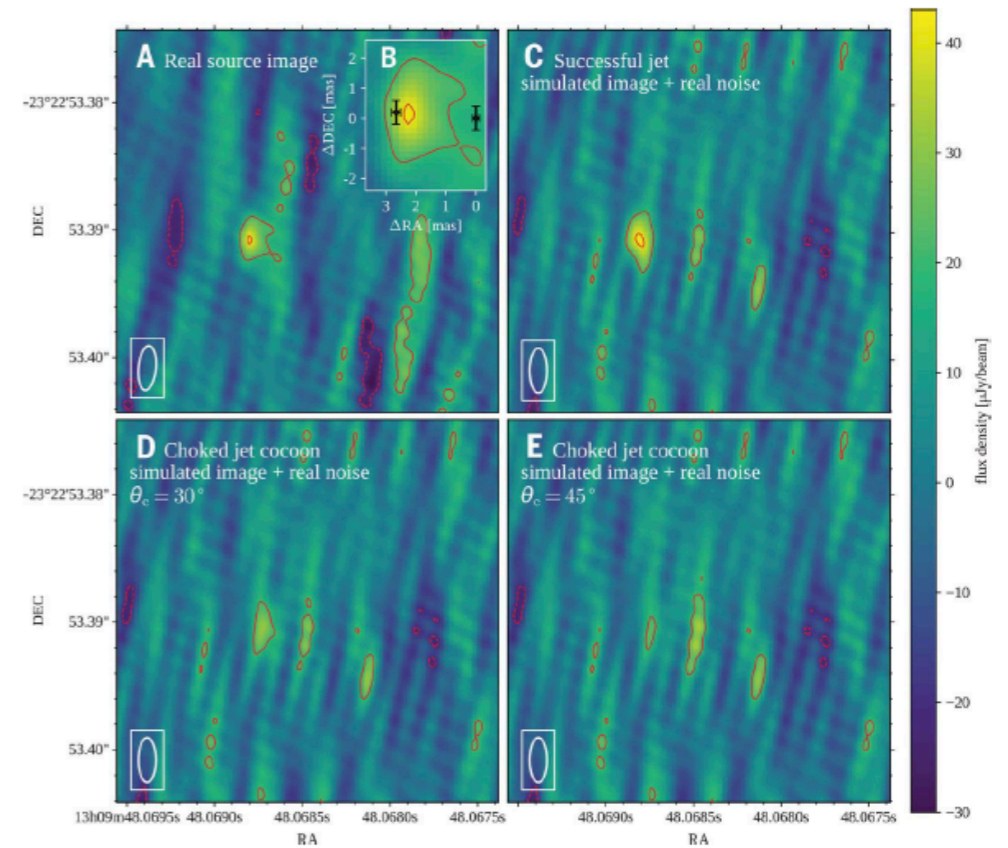 A Real source image
B
2
1
0
-1
-2
ΔDEC [mas]
3 2 1 0
ΔRA [mas]
C Successful jet
simulated image + real noise
D Choked jet cocoon
simulated image + real noise
θc = 30°
E Choked jet cocoon
simulated image + real noise
θc = 45°
-23°22'53.38"
53.39"
53.40"
DEC
-23°22'53.38"
53.39"
53.40"
DEC
13h09m48.0695s 48.0690s 48.0685s 48.0680s 48.0675s
RA
48.0690s 48.0685s 48.0680s 48.0675s
RA
40
30
20
10
0
−10
−20
−30
flux density [μJy/beam]